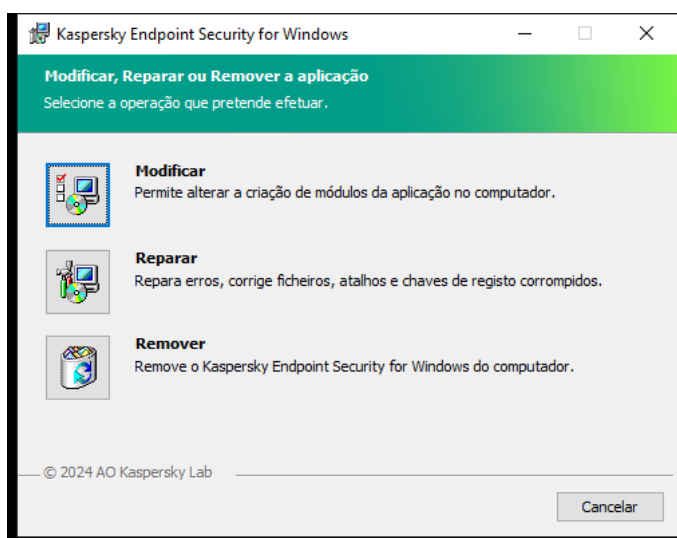 Kaspersky Endpoint Security for Windows
Modificar, Reparar ou Remover a aplicação
Selecione a operação que pretende efetuar.
Modificar
Permite alterar a criação de módulos da aplicação no computador.
Reparar
Repara erros, corrige ficheiros, atalhos e chaves de registo corrompidos.
Remover
Remove o Kaspersky Endpoint Security for Windows do computador.
© 2024 AO Kaspersky Lab
Cancelar